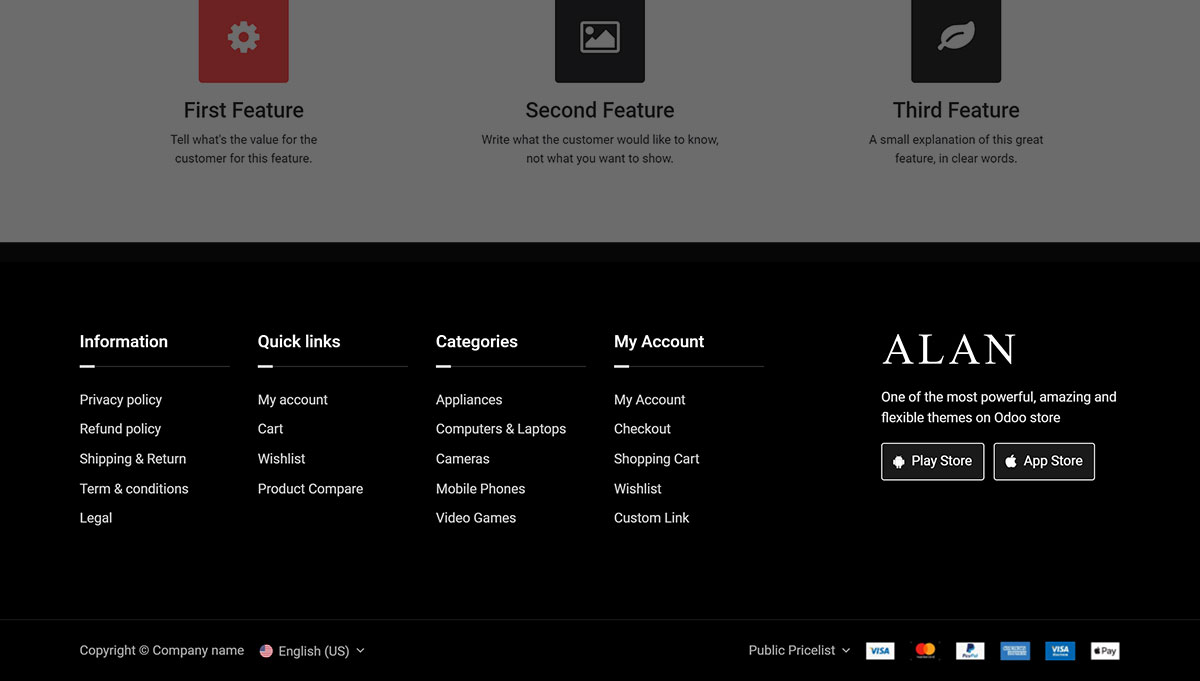 First Feature
Tell what's the value for the
customer for this feature.
Second Feature
Write what the customer would like to know,
not what you want to show.
Third Feature
A small explanation of this great
feature, in clear words.
Information
Privacy policy
Refund policy
Shipping & Return
Term & conditions
Legal
Quick links
My account
Cart
Wishlist
Product Compare
Categories
Appliances
Computers & Laptops
Cameras
Mobile Phones
Video Games
My Account
My Account
Checkout
Shopping Cart
Wishlist
Custom Link
ALAN
One of the most powerful, amazing and
flexible themes on Odoo store
Play Store
App Store
Copyright © Company name
English (US)
Public Pricelist
VISA
PayPal
VISA
Pay